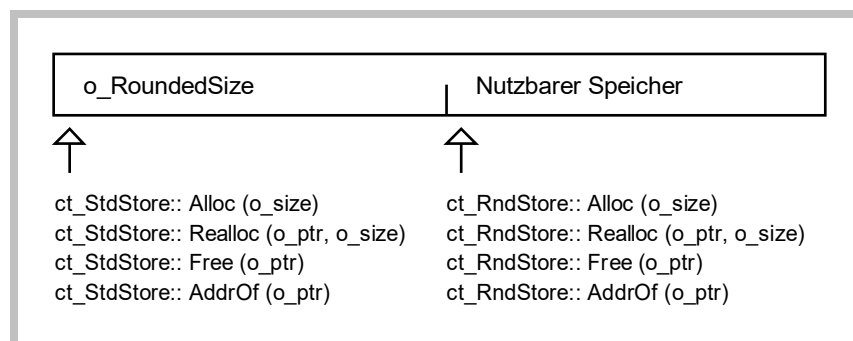 o_RoundedSize Nutzbarer Speicher
ct_StdStore:: Alloc (o_size) ct_RndStore:: Alloc (o_size)
ct_StdStore:: Realloc (o_ptr, o_size) ct_RndStore:: Realloc (o_ptr, o_size)
ct_StdStore:: Free (o_ptr) ct_RndStore:: Free (o_ptr)
ct_StdStore:: AddrOf (o_ptr) ct_RndStore:: AddrOf (o_ptr)